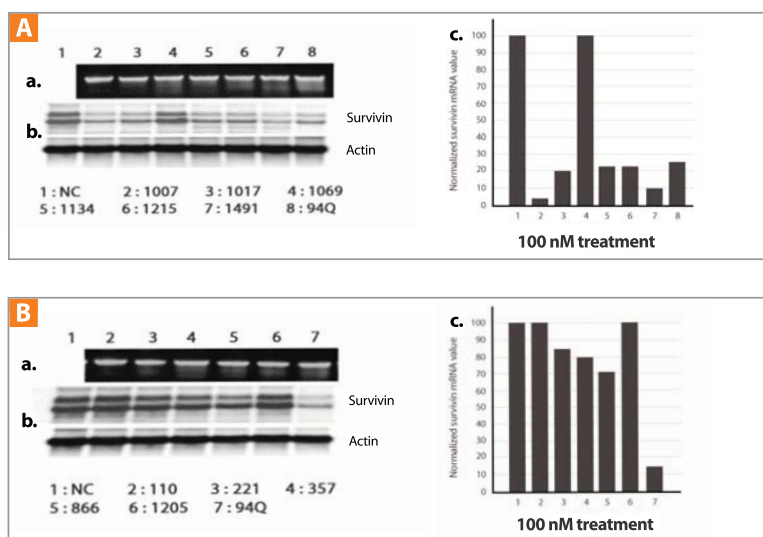 A
1 2 3 4 5 6 7 8
a.
b.
Survivin
Actin
1 : NC 2 : 1007 3 : 1017 4 : 1069
5 : 1134 6 : 1215 7 : 1491 8 : 94Q
c.
Normalized survivin mRNA value
100
90
80
70
60
50
40
30
20
10
0
1 2 3 4 5 6 7 8
100 nM treatment
B
1 2 3 4 5 6 7
a.
b.
Survivin
Actin
1 : NC 2 : 110 3 : 221 4 : 357
5 : 866 6 : 1205 7 : 94Q
c.
Normalized survivin mRNA value
100
90
80
70
60
50
40
30
20
10
0
1 2 3 4 5 6 7
100 nM treatment